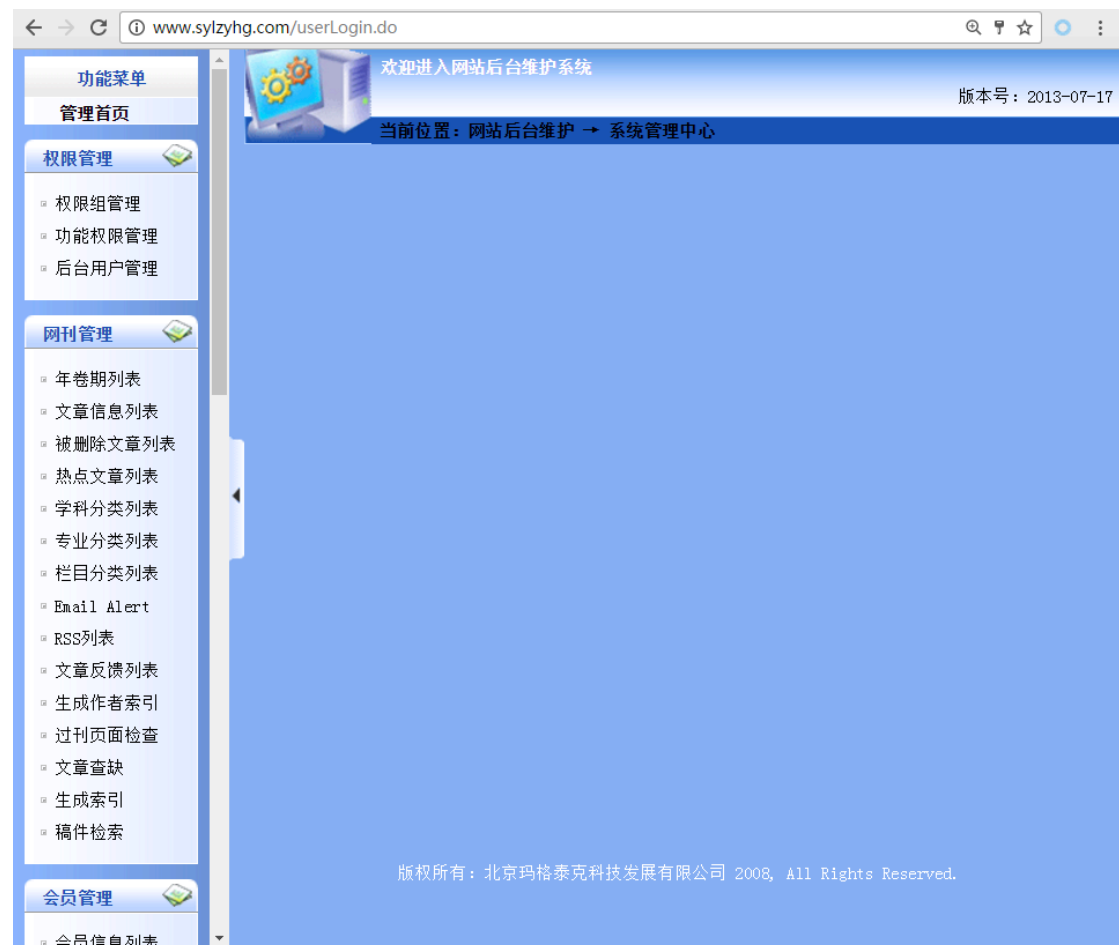 www.sylzyhg.com/userLogin.do
功能菜单
管理首页
权限管理
权限组管理
功能权限管理
后台用户管理
网刊管理
年卷期列表
文章信息列表
被删除文章列表
热点文章列表
学科分类列表
专业分类列表
栏目分类列表
Email Alert
RSS列表
文章反馈列表
生成作者索引
过刊页面检查
文章查缺
生成索引
稿件检索
会员管理
会员信息列表
欢迎进入网站后台维护系统
版本号：2013-07-17
当前位置：网站后台维护 → 系统管理中心
版权所有：北京玛格泰克科技发展有限公司 2008, All Rights Reserved.